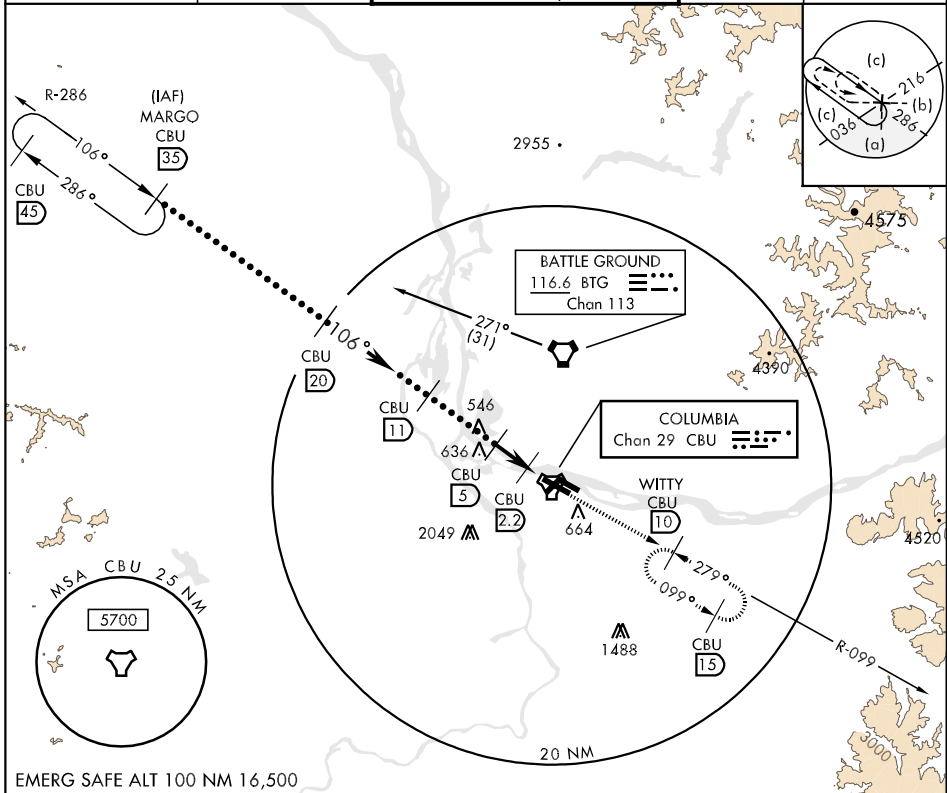 R-286
(IAF)
MARGO
CBU
35
106°
286°
CBU
45
2955
(c)
216
(b)
286
(c)
036
(a)
4575
BATTLE GROUND
116.6 BTG
Chan 113
271°
(31)
106°
CBU
20
4390
CBU
11
546
636
COLUMBIA
Chan 29 CBU
CBU
5
CBU
2.2
WITTY
CBU
10
664
2049
4520
279°
099°
MSA CBU 25 NM
5700
1488
CBU
15
R-099
3000
20 NM
EMERG SAFE ALT 100 NM 16,500